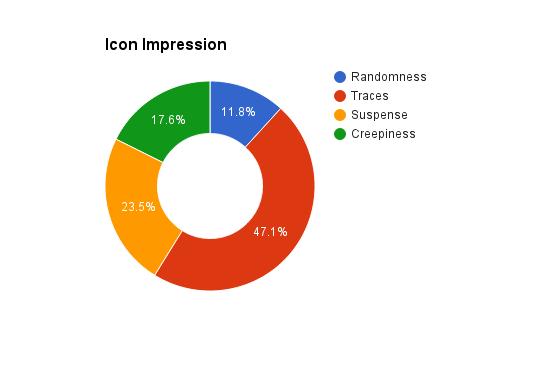 Icon Impression
Randomness
Traces
Suspense
Creepiness
11.8%
17.6%
23.5%
47.1%